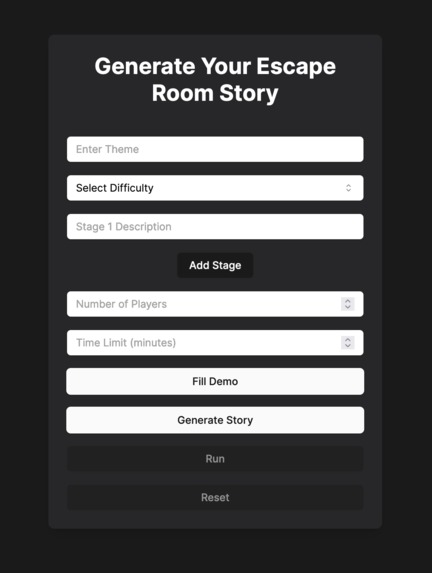 Generate Your Escape
Room Story
Enter Theme
Select Difficulty
Stage 1 Description
Add Stage
Number of Players
Time Limit (minutes)
Fill Demo
Generate Story
Run
Reset